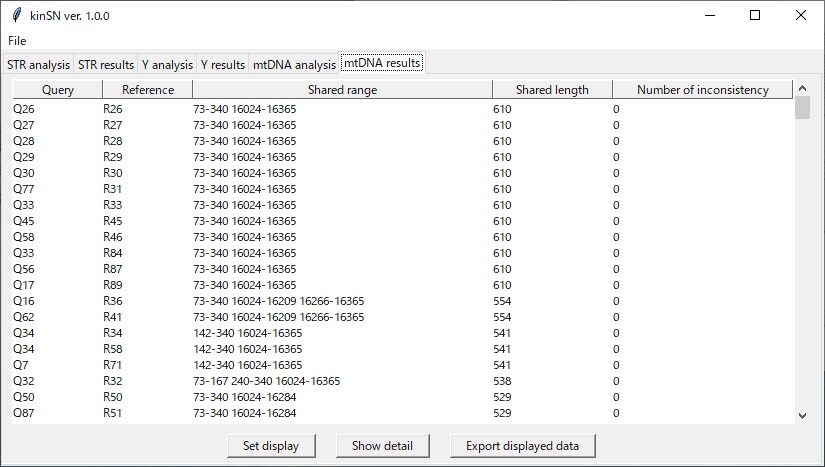 kinSN ver. 1.0.0
File
STR analysis STR results Y analysis Y results mtDNA analysis mtDNA results
Query Reference Shared range Shared length Number of inconsistency
Q26 R26 73-340 16024-16365 610 0
Q27 R27 73-340 16024-16365 610 0
Q28 R28 73-340 16024-16365 610 0
Q29 R29 73-340 16024-16365 610 0
Q30 R30 73-340 16024-16365 610 0
Q77 R31 73-340 16024-16365 610 0
Q33 R33 73-340 16024-16365 610 0
Q45 R45 73-340 16024-16365 610 0
Q58 R46 73-340 16024-16365 610 0
Q33 R84 73-340 16024-16365 610 0
Q56 R87 73-340 16024-16365 610 0
Q17 R89 73-340 16024-16365 610 0
Q16 R36 73-340 16024-16209 16266-16365 554 0
Q62 R41 73-340 16024-16209 16266-16365 554 0
Q34 R34 142-340 16024-16365 541 0
Q34 R58 142-340 16024-16365 541 0
Q7 R71 142-340 16024-16365 541 0
Q32 R32 73-167 240-340 16024-16365 538 0
Q50 R50 73-340 16024-16284 529 0
Q87 R51 73-340 16024-16284 529 0
Set display Show detail Export displayed data